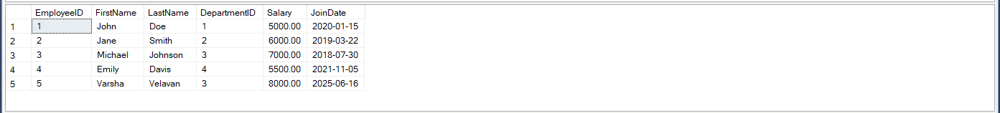 EmployeeID FirstName LastName DepartmentID Salary JoinDate
1 1 John Doe 1 5000.00 2020-01-15
2 2 Jane Smith 2 6000.00 2019-03-22
3 3 Michael Johnson 3 7000.00 2018-07-30
4 4 Emily Davis 4 5500.00 2021-11-05
5 5 Varsha Velavan 3 8000.00 2025-06-16